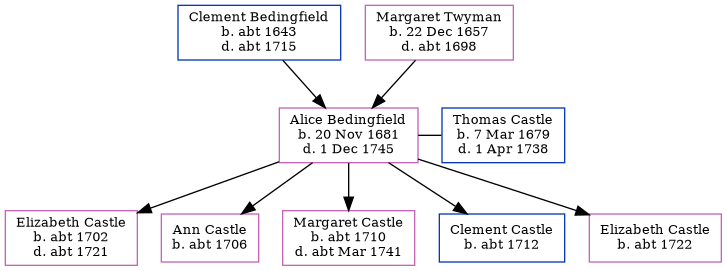 Clement Bedingfield
b. abt 1643
d. abt 1715
Margaret Twyman
b. 22 Dec 1657
d. abt 1698
Alice Bedingfield
b. 20 Nov 1681
d. 1 Dec 1745
Thomas Castle
b. 7 Mar 1679
d. 1 Apr 1738
Elizabeth Castle
b. abt 1702
d. abt 1721
Ann Castle
b. abt 1706
Margaret Castle
b. abt 1710
d. abt Mar 1741
Clement Castle
b. abt 1712
Elizabeth Castle
b. abt 1722